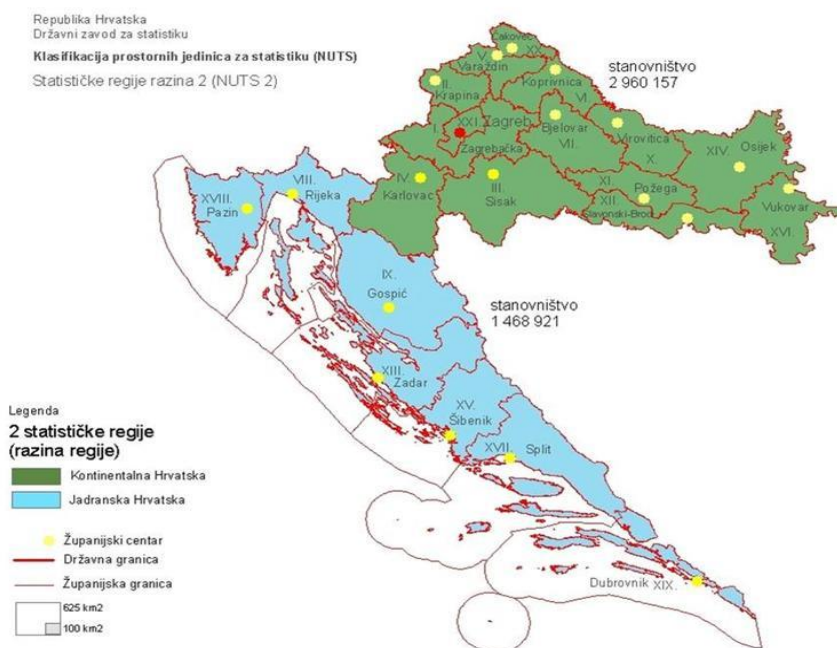 Republika Hrvatska
Državni zavod za statistiku
Klasifikacija prostornih jedinica za statistiku (NUTS)
Statističke regije razina 2 (NUTS 2)
stanovništvo
2 960 157
Čakovec
XX.
V.
Varaždin
II.
Krapina
Koprivnica
VI.
I.
XXI.
Zagreb
Zagrebačka
Bjelovar
VII.
Virovitica
X.
XIV.
Osijek
IV.
Karlovac
III.
Sisak
XI.
Požega
XII.
Slavonski-Brod
Vukovar
XVI.
XVIII.
Pazin
VIII.
Rijeka
IX.
Gospić
stanovništvo
1 468 921
XIII.
Zadar
XV.
Šibenik
XVII.
Split
Dubrovnik XIX.
Legenda
2 statističke regije
(razina regije)
Kontinentalna Hrvatska
Jadranska Hrvatska
Županijski centar
Državna granica
Županijska granica
625 km2
100 km2